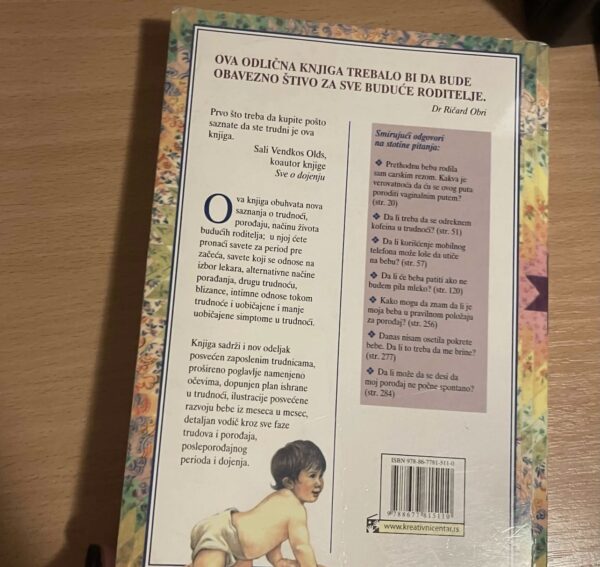 OVA ODLIČNA KNJIGA TREBALO BI DA BUDE
OBAVEZNO ŠTIVO ZA SVE BUDUĆE RODITELJE.
Dr Ričard Obri
Prvo što treba da kupite pošto
saznate da ste trudni je ova
knjiga.
Sali Vendkos Olds,
koautor knjige
Sve o dojenju
Ova knjiga obuhvata nova
saznanja o trudnoći,
porođaju, načinu života
budućih roditelja; u njoj ćete
pronaći savete za period pre
začeća, savete koji se odnose na
izbor lekara, alternativne načine
porađanja, drugu trudnoću,
blizance, intimne odnose tokom
trudnoće i uobičajene i manje
uobičajene simptome u trudnoći.
Knjiga sadrži i nov odeljak
posvećen zaposlenim trudnicama,
prošireno poglavlje namenjeno
očevima, dopunjen plan ishrane
u trudnoći, ilustracije posvećene
razvoju bebe iz meseca u mesec,
detaljan vodič kroz sve faze
trudova i porođaja,
posleporođajnog
perioda i dojenja.
Smirujući odgovori
na stotine pitanja:
❖ Prethodnu bebu rodila
sam carskim rezom. Kakva je
verovatnoća da ću se ovog puta
poroditi vaginalnim putem?
(str. 20)
❖ Da li treba da se odreknem
kofeina u trudnoći? (str. 51)
❖ Da li korišćenje mobilnog
telefona može loše da utiče
na bebu? (str. 57)
❖ Da li će beba patiti ako ne
budem pila mleko? (str. 120)
❖ Kako mogu da znam da li je
moja beba u pravilnom položaju
za porođaj? (str. 256)
❖ Danas nisam osetila pokrete
bebe. Da li to treba da me brine?
(str. 277)
❖ Da li može da se desi da
moj porođaj ne počne spontano?
(str. 284)
ISBN 978-86-7781-511-0
9 788677 815110
www.kreativnicentar.rs